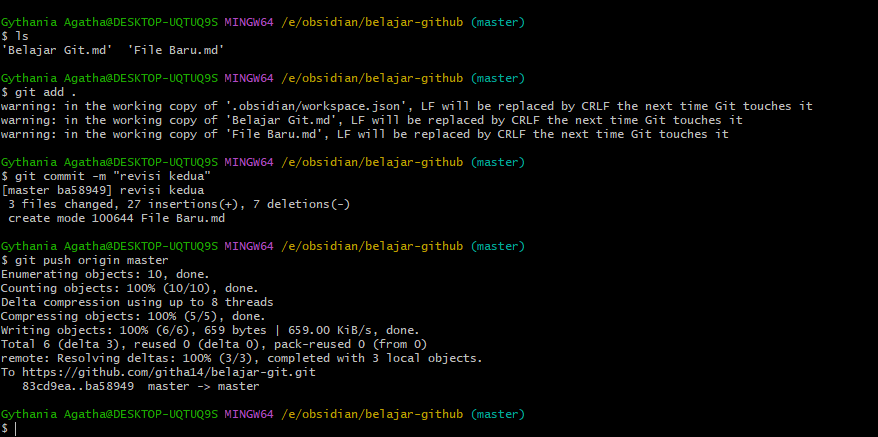 Gythania Agatha@DESKTOP-UQTUQ9S MINGW64 /e/obsidian/belajar-github (master)
$ ls
'Belajar Git.md'  'File Baru.md'
Gythania Agatha@DESKTOP-UQTUQ9S MINGW64 /e/obsidian/belajar-github (master)
$ git add .
warning: in the working copy of '.obsidian/workspace.json', LF will be replaced by CRLF the next time Git touches it
warning: in the working copy of 'Belajar Git.md', LF will be replaced by CRLF the next time Git touches it
warning: in the working copy of 'File Baru.md', LF will be replaced by CRLF the next time Git touches it
Gythania Agatha@DESKTOP-UQTUQ9S MINGW64 /e/obsidian/belajar-github (master)
$ git commit -m "revisi kedua"
[master ba58949] revisi kedua
 3 files changed, 27 insertions(+), 7 deletions(-)
 create mode 100644 File Baru.md
Gythania Agatha@DESKTOP-UQTUQ9S MINGW64 /e/obsidian/belajar-github (master)
$ git push origin master
Enumerating objects: 10, done.
Counting objects: 100% (10/10), done.
Delta compression using up to 8 threads
Compressing objects: 100% (5/5), done.
Writing objects: 100% (6/6), 659 bytes | 659.00 KiB/s, done.
Total 6 (delta 3), reused 0 (delta 0), pack-reused 0 (from 0)
remote: Resolving deltas: 100% (3/3), completed with 3 local objects.
To https://github.com/githa14/belajar-git.git
   83cd9ea..ba58949  master -> master
Gythania Agatha@DESKTOP-UQTUQ9S MINGW64 /e/obsidian/belajar-github (master)
$